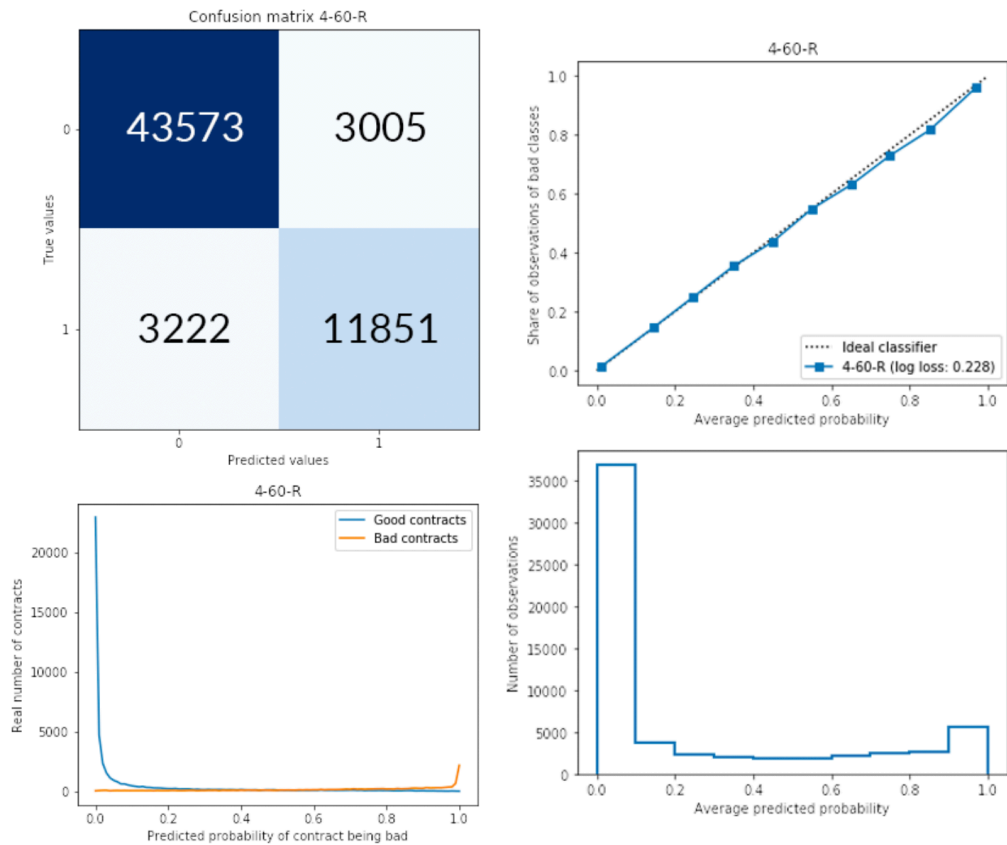 Confusion matrix 4-60-R
True values
0
1
43573 3005
3222 11851
0 1
Predicted values
4-60-R
Share of observations of bad classes
1.0
0.8
0.6
0.4
0.2
0.0
Ideal classifier
4-60-R (log loss: 0.228)
0.0 0.2 0.4 0.6 0.8 1.0
Average predicted probability
4-60-R
Real number of contracts
20000
15000
10000
5000
0
Good contracts
Bad contracts
0.0 0.2 0.4 0.6 0.8 1.0
Predicted probability of contract being bad
Number of observations
35000
30000
25000
20000
15000
10000
5000
0
0.0 0.2 0.4 0.6 0.8 1.0
Average predicted probability